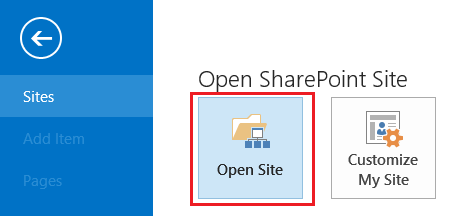 Sites
Add Item
Pages
Open SharePoint Site
Open Site
Customize
My Site